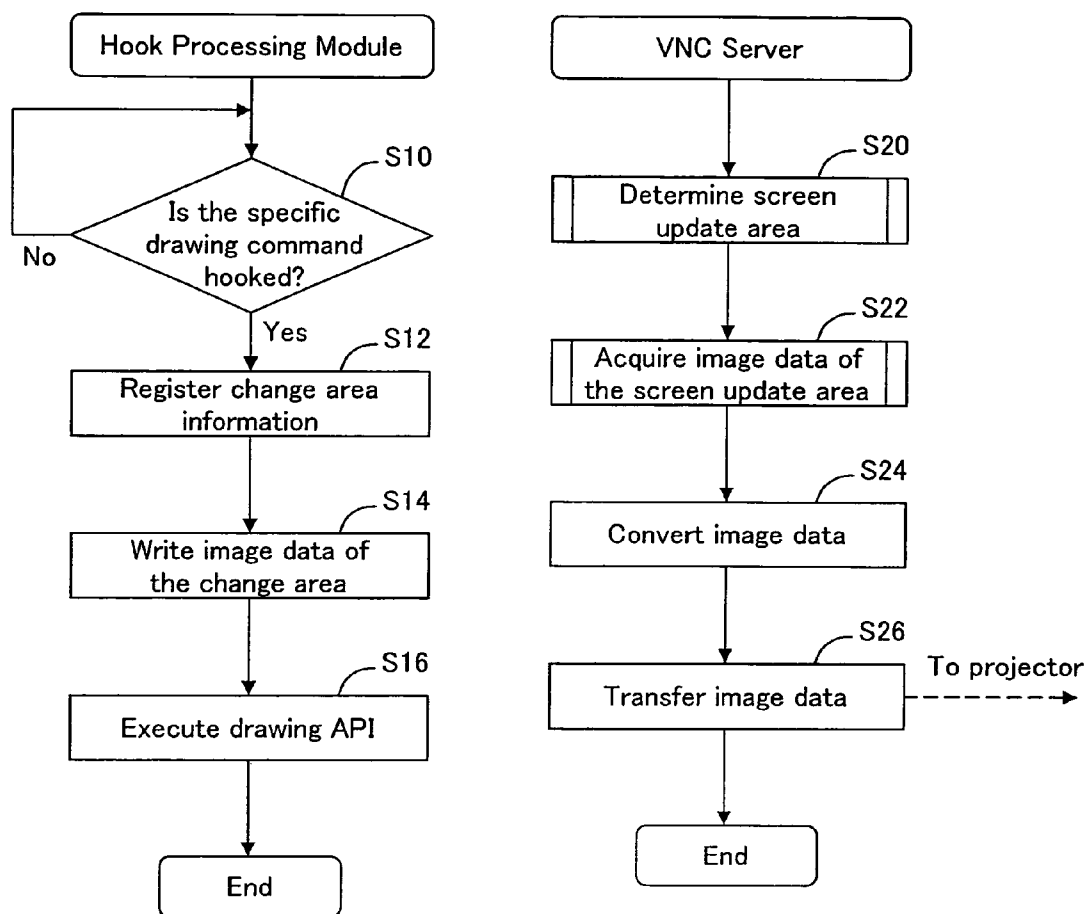 Hook Processing Module
S10
Is the specific
drawing command
hooked?
No
Yes
S12
Register change area
information
S14
Write image data of
the change area
S16
Execute drawing API
End
VNC Server
S20
Determine screen
update area
S22
Acquire image data of
the screen update area
S24
Convert image data
S26
Transfer image data
To projector
End